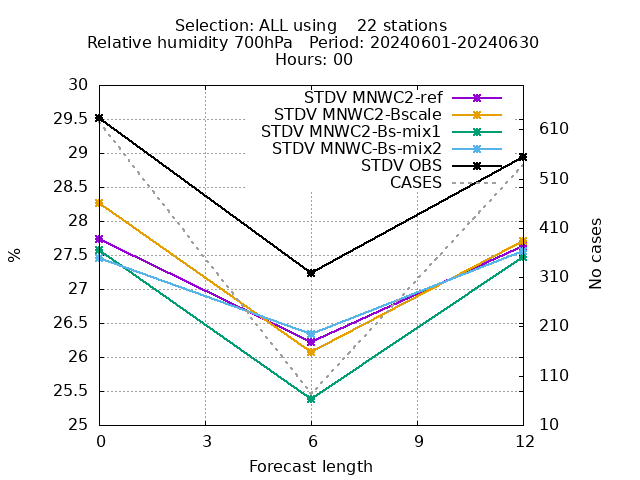 Selection: ALL using    22 stations
Relative humidity 700hPa   Period: 20240601-20240630
Hours: 00
STDV MNWC2-ref
STDV MNWC2-Bscale
STDV MNWC2-Bs-mix1
STDV MNWC-Bs-mix2
STDV OBS
CASES
30
29.5
29
28.5
28
27.5
27
26.5
26
25.5
25
%
610
510
410
310
210
110
10
No cases
0 3 6 9 12
Forecast length